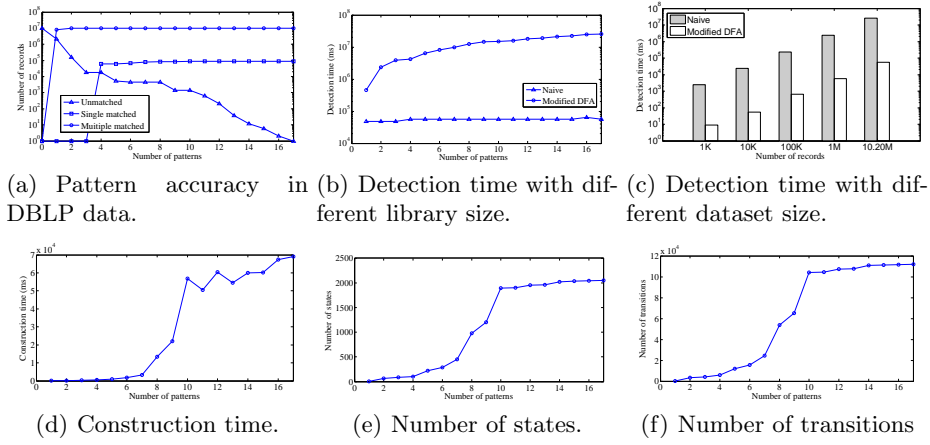 10^8
10^7
10^6
10^5
10^4
10^3
10^2
10^1
10^0
Number of records
Unmatched
Single matched
Muitiple matched
0 2 4 6 8 10 12 14 16
Number of patterns
10^8
10^7
10^6
10^5
10^4
Detection time (ms)
Naive
Modified DFA
0 2 4 6 8 10 12 14 16
Number of patterns
10^8
10^7
10^6
10^5
10^4
10^3
10^2
10^1
10^0
Detection time (ms)
Naive
Modified DFA
1K 10K 100K 1M 10.20M
Number of records
(a) Pattern accuracy in DBLP data.
(b) Detection time with different library size.
(c) Detection time with different dataset size.
x 10^4
7
6
5
4
3
2
1
0
Construction time (ms)
0 2 4 6 8 10 12 14 16
Number of patterns
2500
2000
1500
1000
500
0
Number of states
0 2 4 6 8 10 12 14 16
Number of patterns
x 10^4
12
10
8
6
4
2
0
Number of transitions
0 2 4 6 8 10 12 14 16
Number of patterns
(d) Construction time.
(e) Number of states.
(f) Number of transitions